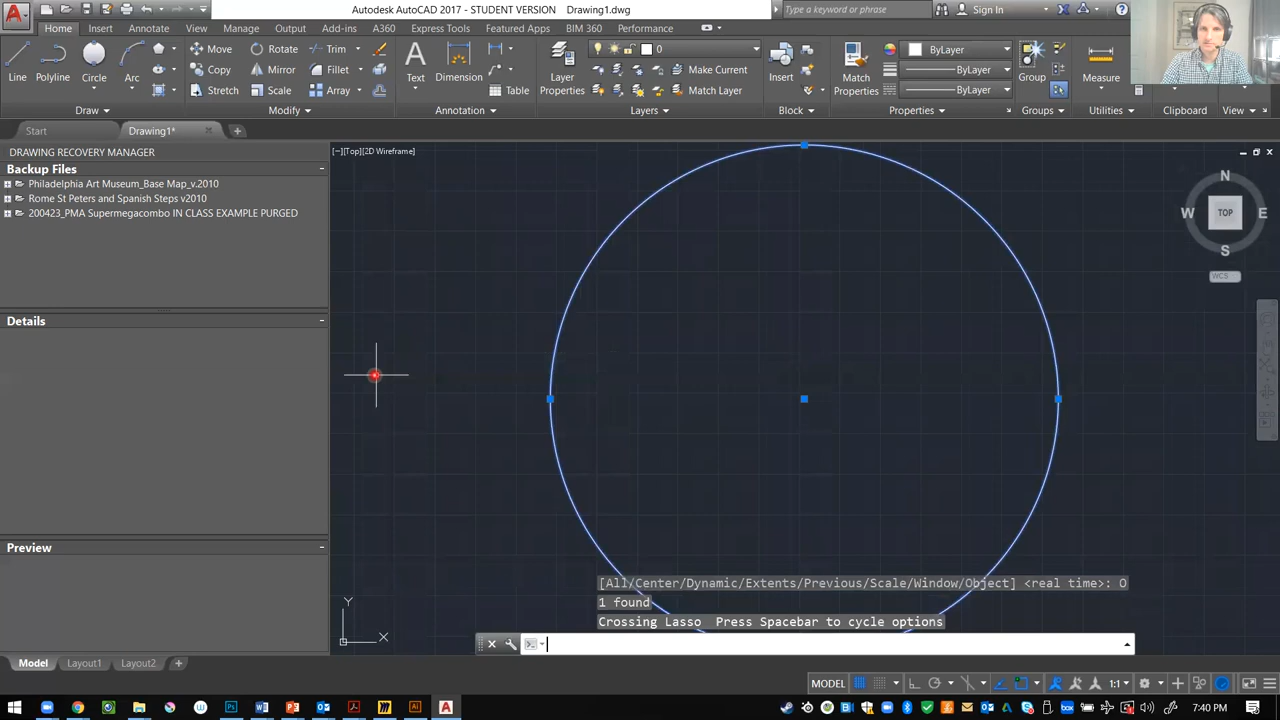 Autodesk AutoCAD 2017 - STUDENT VERSION Drawing1.dwg
Type a keyword or phrase
Sign In
Home Insert Annotate View Manage Output Add-ins A360 Express Tools Featured Apps BIM 360 Performance
Line Polyline Circle Arc
Move Rotate Trim
Copy Mirror Fillet
Stretch Scale Array
Text Dimension Table
Layer Properties
0
Make Current
Match Layer
Insert
Match Properties
ByLayer
ByLayer
ByLayer
Group
Measure
Draw Modify Annotation Layers Block Properties Groups Utilities Clipboard View
Start Drawing1*
DRAWING RECOVERY MANAGER
Backup Files
Philadelphia Art Museum_Base Map_v.2010
Rome St Peters and Spanish Steps v2010
200423_PMA Supermegacombo IN CLASS EXAMPLE PURGED
Details
Preview
[−][Top][2D Wireframe]
N
W TOP E
S
WCS
Y
X
[All/Center/Dynamic/Extents/Previous/Scale/Window/Object] <real time>: O
1 found
Crossing Lasso Press Spacebar to cycle options
Model Layout1 Layout2
MODEL
1:1
7:40 PM